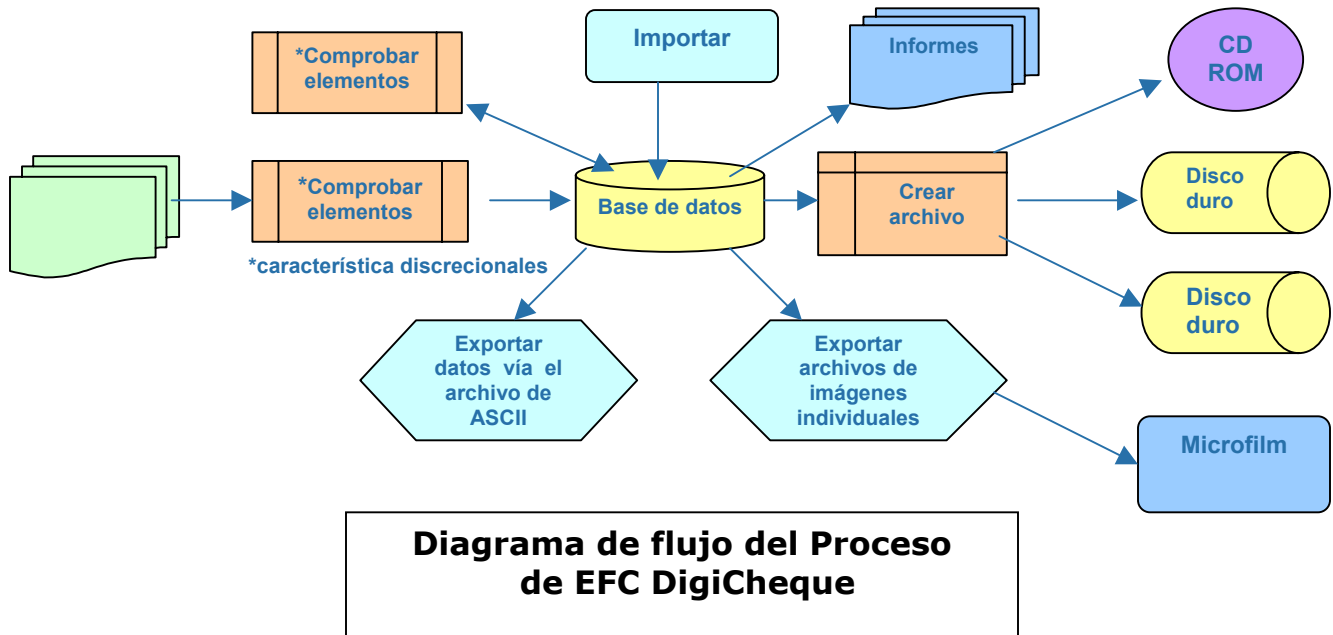 *Comprobar
elementos
Importar
Informes
CD
ROM
*Comprobar
elementos
Base de datos
Crear
archivo
Disco
duro
*característica discrecionales
Disco
duro
Exportar
datos vía el
archivo de
ASCII
Exportar
archivos de
imágenes
individuales
Microfilm
Diagrama de flujo del Proceso
de EFC DigiCheque